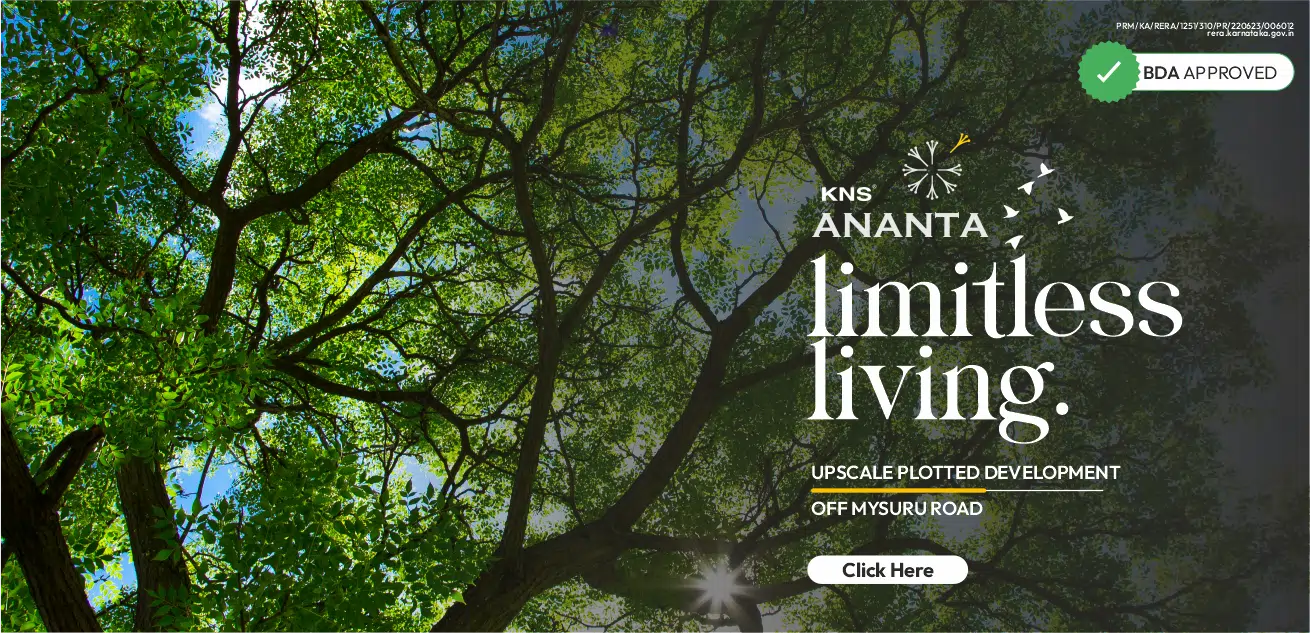 PRM/KA/RERA/1251/310/PR/220623/006012
rera.karnataka.gov.in
BDA APPROVED
KNS
ANANTA
limitless
living.
UPSCALE PLOTTED DEVELOPMENT
OFF MYSURU ROAD
Click Here